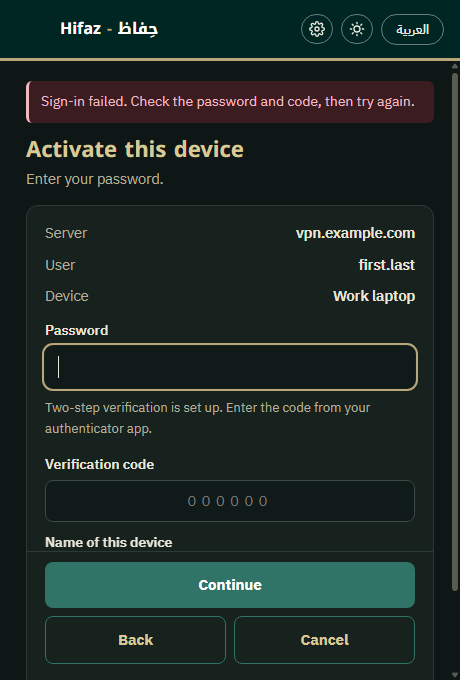 Hifaz - حِفاظ
العربية
Sign-in failed. Check the password and code, then try again.
Activate this device
Enter your password.
Server vpn.example.com
User first.last
Device Work laptop
Password
Two-step verification is set up. Enter the code from your
authenticator app.
Verification code
000000
Name of this device
Continue
Back Cancel